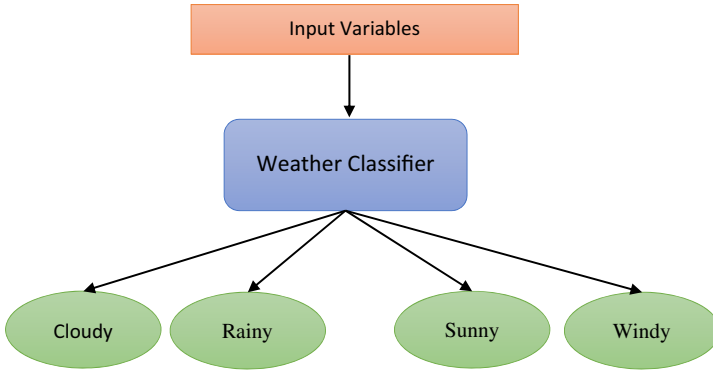 Input Variables
Weather Classifier
Cloudy
Rainy
Sunny
Windy